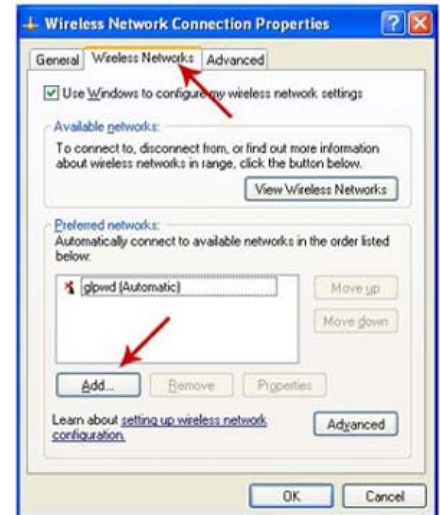 Wireless Network Connection Properties
General Wireless Networks Advanced
Use Windows to configure my wireless network settings
Available networks:
To connect to, disconnect from, or find out more information
about wireless networks in range, click the button below.
View Wireless Networks
Preferred networks:
Automatically connect to available networks in the order listed
below:
glpwd (Automatic)
Move up
Move down
Add... Remove Properties
Learn about setting up wireless network
configuration.
Advanced
OK Cancel